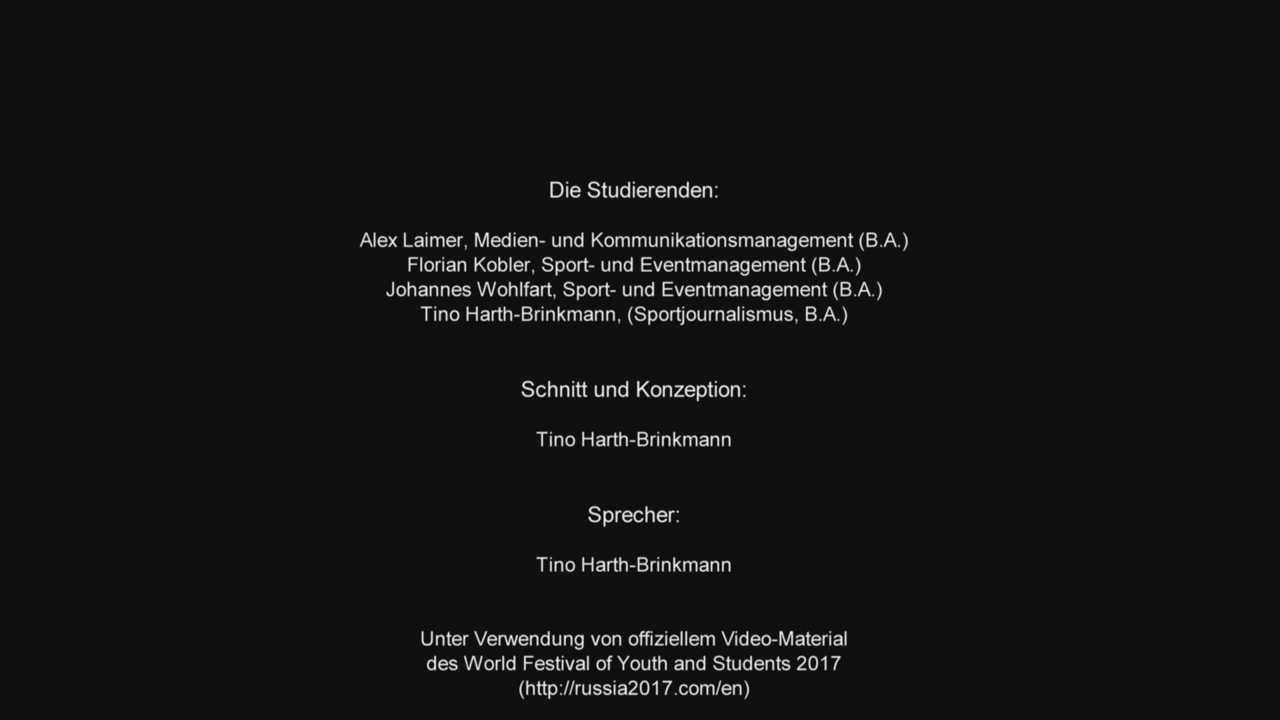 Die Studierenden:
Alex Laimer, Medien- und Kommunikationsmanagement (B.A.)
Florian Kobler, Sport- und Eventmanagement (B.A.)
Johannes Wohlfart, Sport- und Eventmanagement (B.A.)
Tino Harth-Brinkmann, (Sportjournalismus, B.A.)
Schnitt und Konzeption:
Tino Harth-Brinkmann
Sprecher:
Tino Harth-Brinkmann
Unter Verwendung von offiziellem Video-Material
des World Festival of Youth and Students 2017
(http://russia2017.com/en)